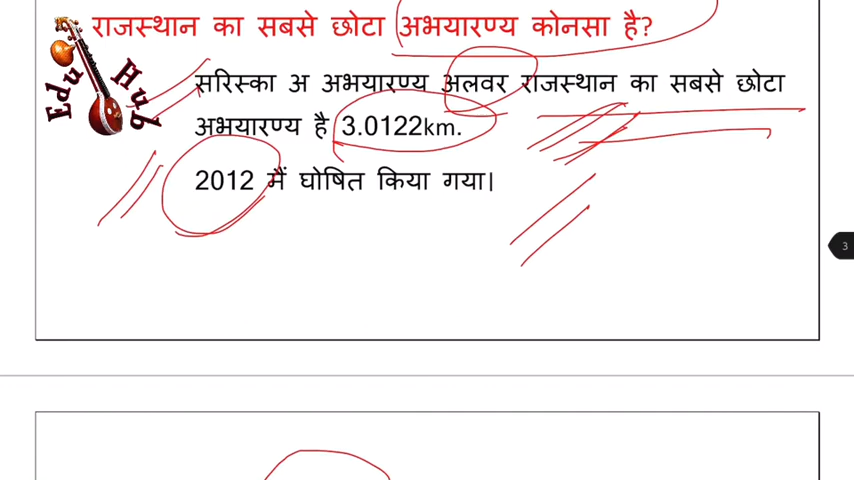 राजस्थान का सबसे छोटा अभयारण्य कोनसा है?
Edu Hub
सरिस्का अ अभयारण्य अलवर राजस्थान का सबसे छोटा
अभयारण्य है 3.0122km.
2012 मैं घोषित किया गया।
3